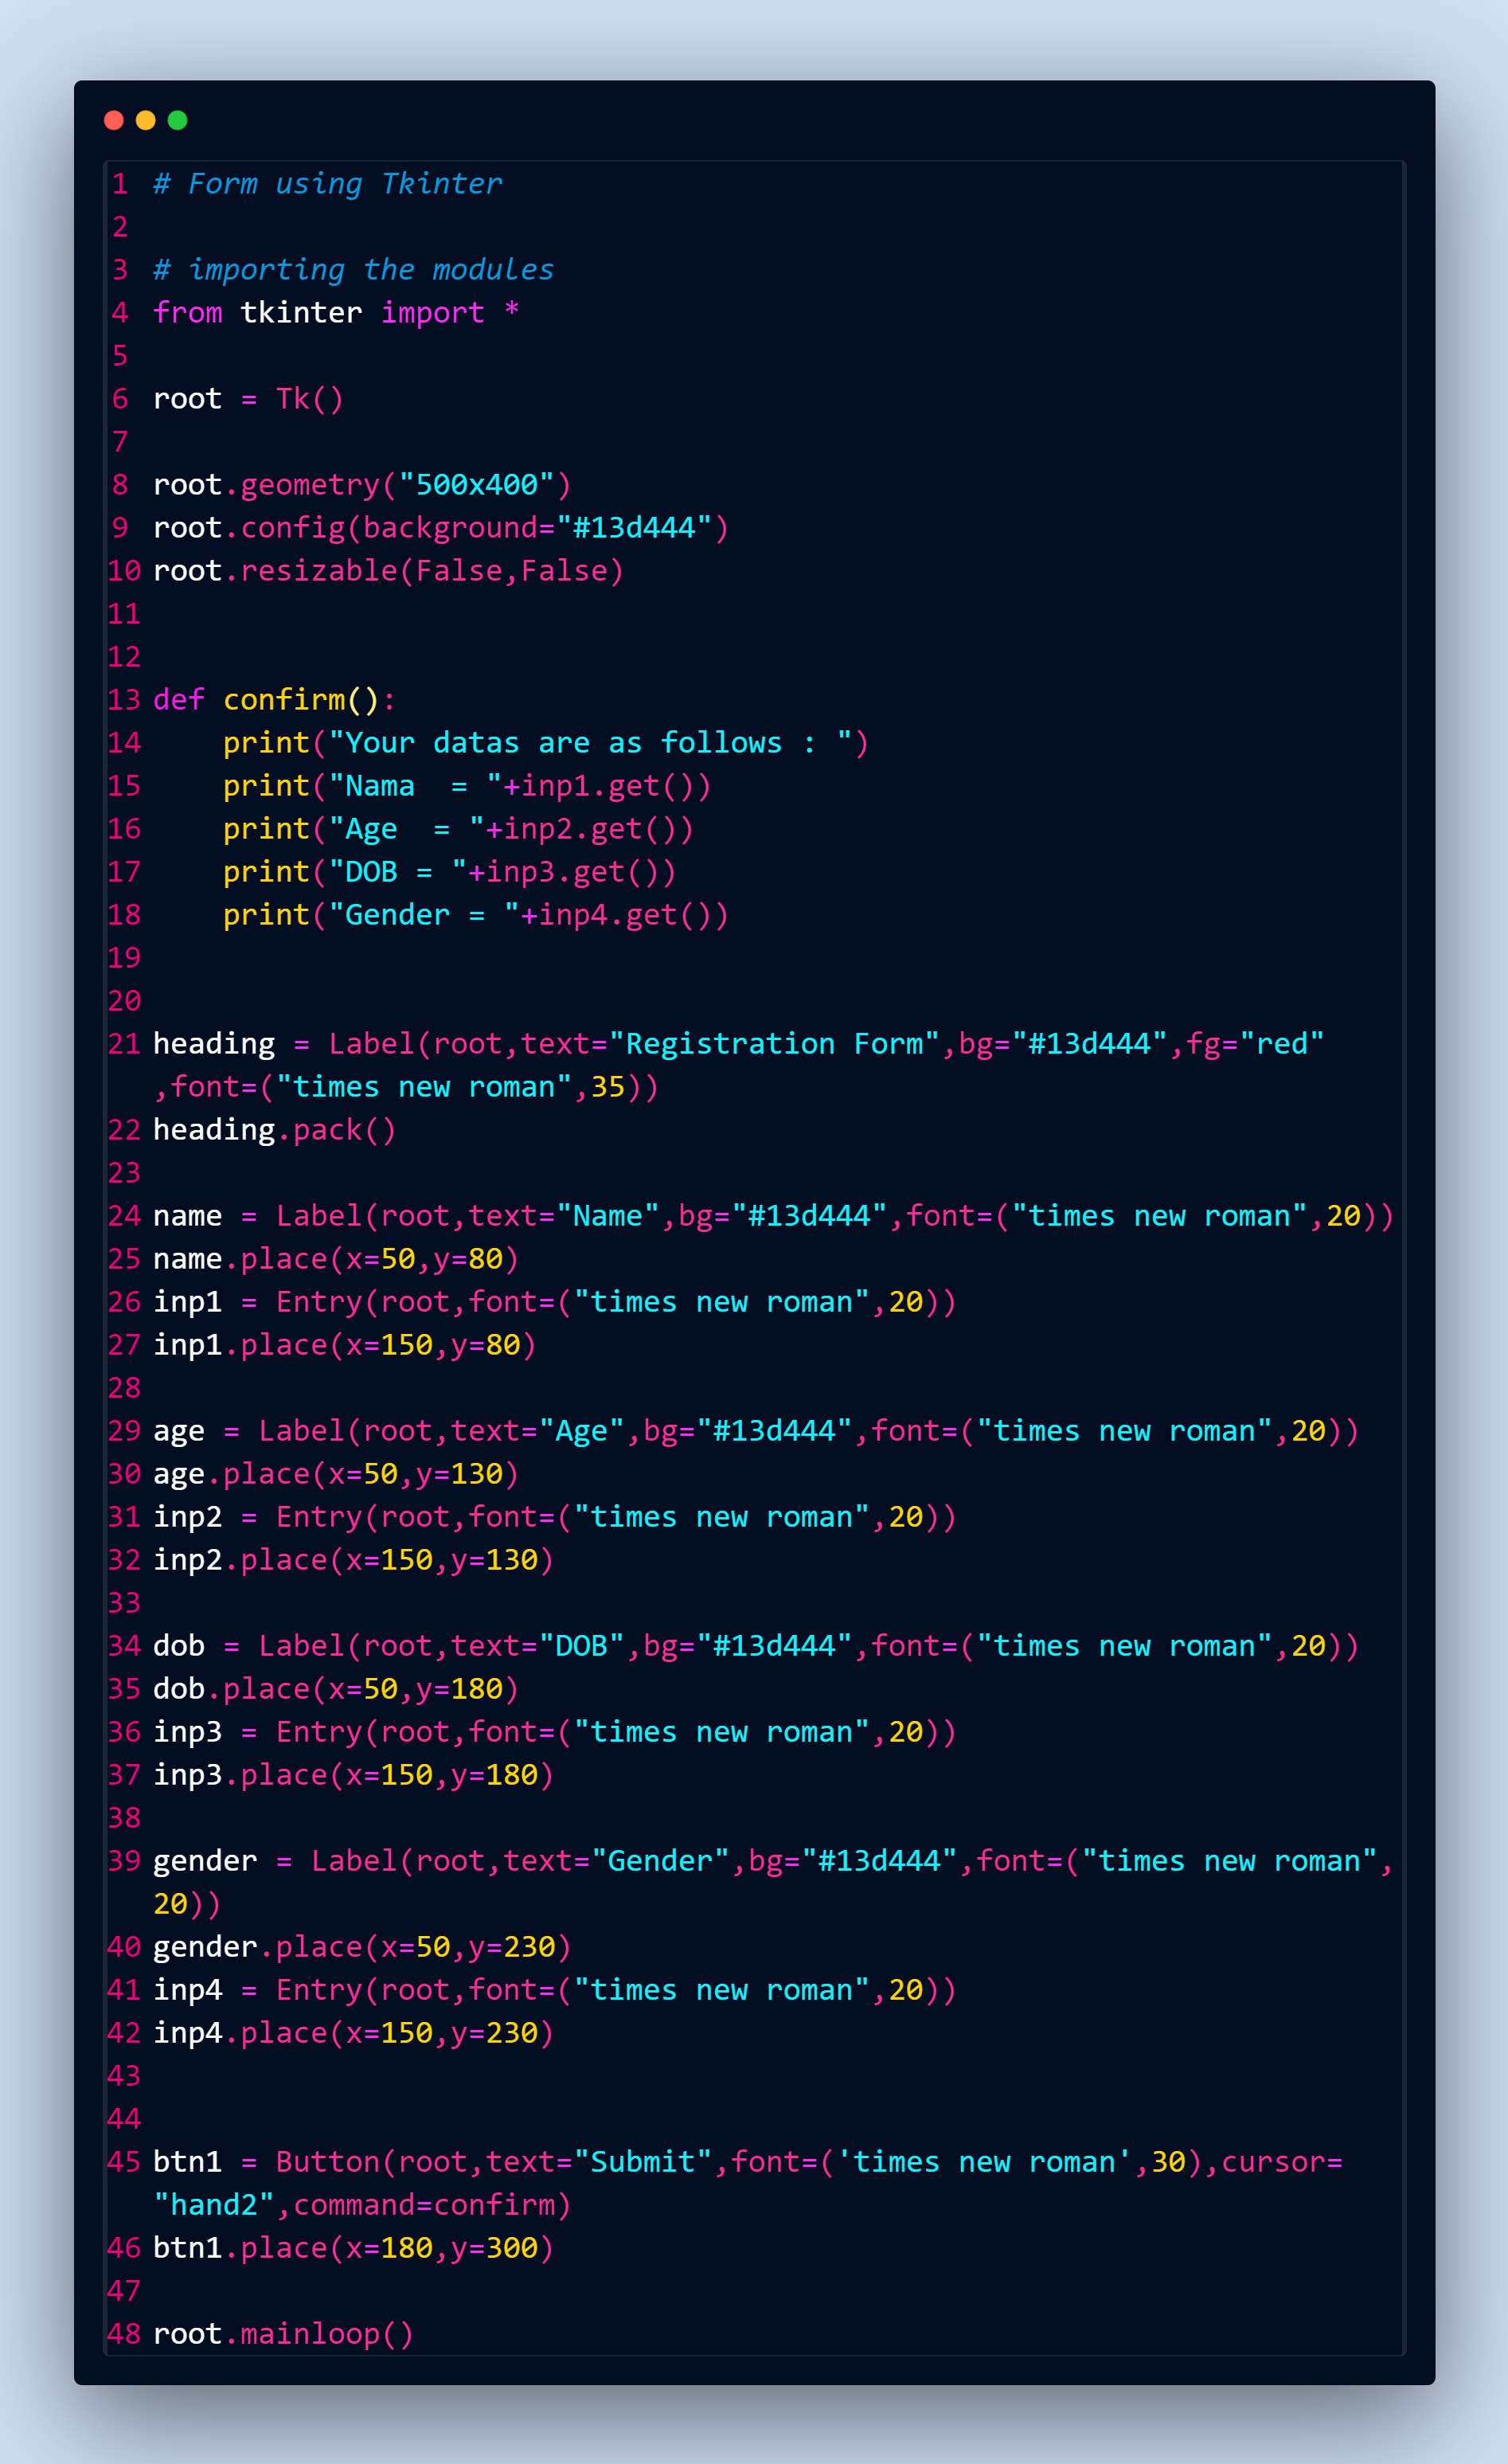 1 # Form using Tkinter
2
3 # importing the modules
4 from tkinter import *
5
6 root = Tk()
7
8 root.geometry("500x400")
9 root.config(background="#13d444")
10 root.resizable(False,False)
11
12
13 def confirm():
14     print("Your datas are as follows : ")
15     print("Nama  = "+inp1.get())
16     print("Age  = "+inp2.get())
17     print("DOB = "+inp3.get())
18     print("Gender = "+inp4.get())
19
20
21 heading = Label(root,text="Registration Form",bg="#13d444",fg="red"
,font=("times new roman",35))
22 heading.pack()
23
24 name = Label(root,text="Name",bg="#13d444",font=("times new roman",20))
25 name.place(x=50,y=80)
26 inp1 = Entry(root,font=("times new roman",20))
27 inp1.place(x=150,y=80)
28
29 age = Label(root,text="Age",bg="#13d444",font=("times new roman",20))
30 age.place(x=50,y=130)
31 inp2 = Entry(root,font=("times new roman",20))
32 inp2.place(x=150,y=130)
33
34 dob = Label(root,text="DOB",bg="#13d444",font=("times new roman",20))
35 dob.place(x=50,y=180)
36 inp3 = Entry(root,font=("times new roman",20))
37 inp3.place(x=150,y=180)
38
39 gender = Label(root,text="Gender",bg="#13d444",font=("times new roman",
20))
40 gender.place(x=50,y=230)
41 inp4 = Entry(root,font=("times new roman",20))
42 inp4.place(x=150,y=230)
43
44
45 btn1 = Button(root,text="Submit",font=('times new roman',30),cursor=
"hand2",command=confirm)
46 btn1.place(x=180,y=300)
47
48 root.mainloop()